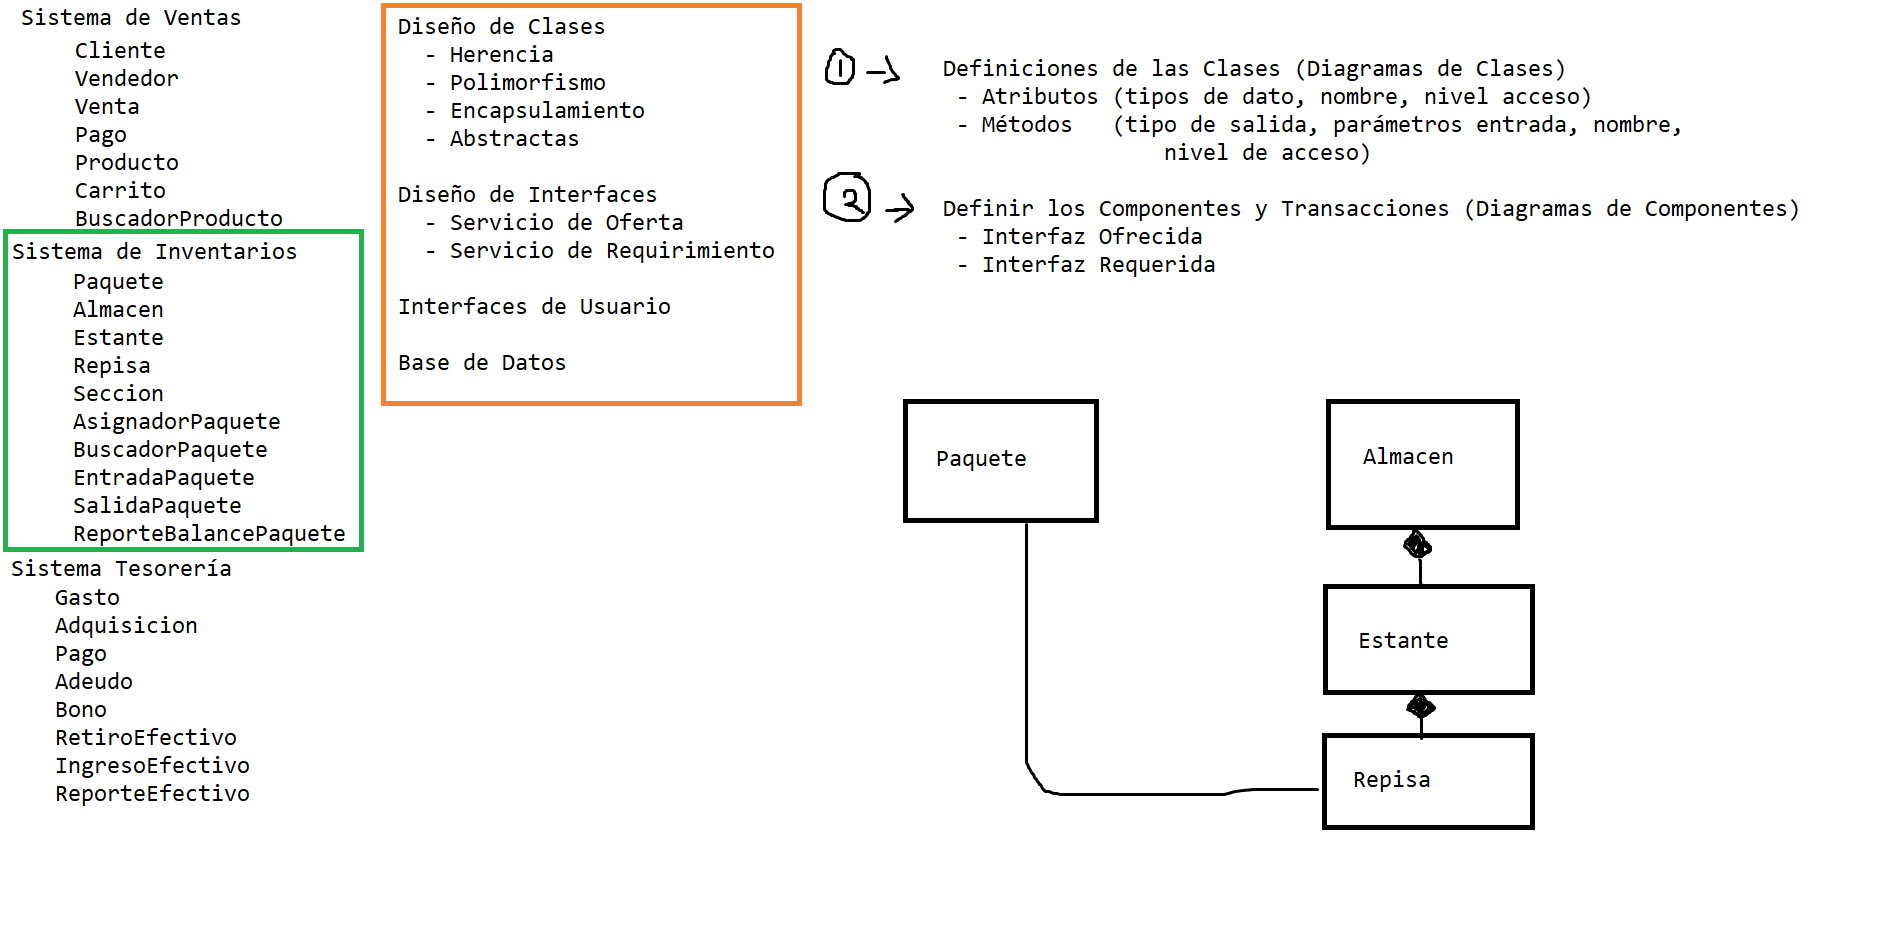 Sistema de Ventas
Cliente
Vendedor
Venta
Pago
Producto
Carrito
BuscadorProducto
Sistema de Inventarios
Paquete
Almacen
Estante
Repisa
Seccion
AsignadorPaquete
BuscadorPaquete
EntradaPaquete
SalidaPaquete
ReporteBalancePaquete
Sistema Tesorería
Gasto
Adquisicion
Pago
Adeudo
Bono
RetiroEfectivo
IngresoEfectivo
ReporteEfectivo
Diseño de Clases
- Herencia
- Polimorfismo
- Encapsulamiento
- Abstractas
Diseño de Interfaces
- Servicio de Oferta
- Servicio de Requirimiento
Interfaces de Usuario
Base de Datos
1
Definiciones de las Clases (Diagramas de Clases)
- Atributos (tipos de dato, nombre, nivel acceso)
- Métodos (tipo de salida, parámetros entrada, nombre,
nivel de acceso)
2
Definir los Componentes y Transacciones (Diagramas de Componentes)
- Interfaz Ofrecida
- Interfaz Requerida
Paquete
Almacen
Estante
Repisa